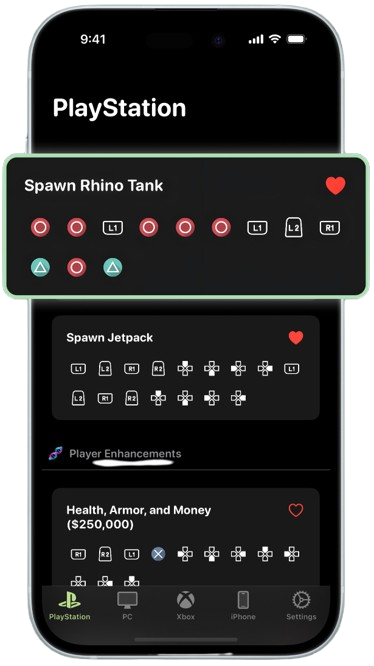 9:41
PlayStation
Spawn Rhino Tank
L1 L1 L2 R1
Spawn Jetpack
L1 L2 R1 R2 L1
L2 R1 R2
Player Enhancements
Health, Armor, and Money
($250,000)
R1 R2 L1
PlayStation PC Xbox iPhone Settings